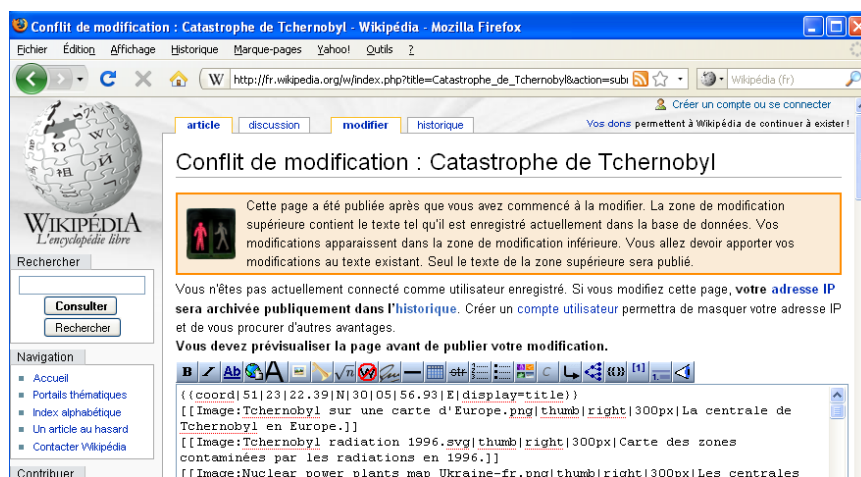 Conflit de modification : Catastrophe de Tchernobyl - Wikipédia - Mozilla Firefox
Fichier Édition Affichage Historique Marque-pages Yahoo! Outils ?
W http://fr.wikipedia.org/w/index.php?title=Catastrophe_de_Tchernobyl&action=subi Wikipédia (fr)
Créer un compte ou se connecter
article discussion modifier historique Vos dons permettent à Wikipédia de continuer à exister !
Conflit de modification : Catastrophe de Tchernobyl
Cette page a été publiée après que vous avez commencé à la modifier. La zone de modification
supérieure contient le texte tel qu'il est enregistré actuellement dans la base de données. Vos
modifications apparaissent dans la zone de modification inférieure. Vous allez devoir apporter vos
modifications au texte existant. Seul le texte de la zone supérieure sera publié.
WIKIPÉDIA
L'encyclopédie libre
Rechercher
Consulter
Rechercher
Navigation
Accueil
Portails thématiques
Index alphabétique
Un article au hasard
Contacter Wikipédia
Contribuer
Vous n'êtes pas actuellement connecté comme utilisateur enregistré. Si vous modifiez cette page, votre adresse IP
sera archivée publiquement dans l'historique. Créer un compte utilisateur permettra de masquer votre adresse IP
et de vous procurer d'autres avantages.
Vous devez prévisualiser la page avant de publier votre modification.
{{coord|51|23|22.39|N|30|05|56.93|E|display=title}}
[[Image:Tchernobyl sur une carte d'Europe.png|thumb|right|300px|La centrale de
Tchernobyl en Europe.]]
[[Image:Tchernobyl radiation 1996.svg|thumb|right|300px|Carte des zones
contaminées par les radiations en 1996.]]
[[Image:Nuclear power plants map Ukraine-fr.png|thumb|right|300px|Les centrales